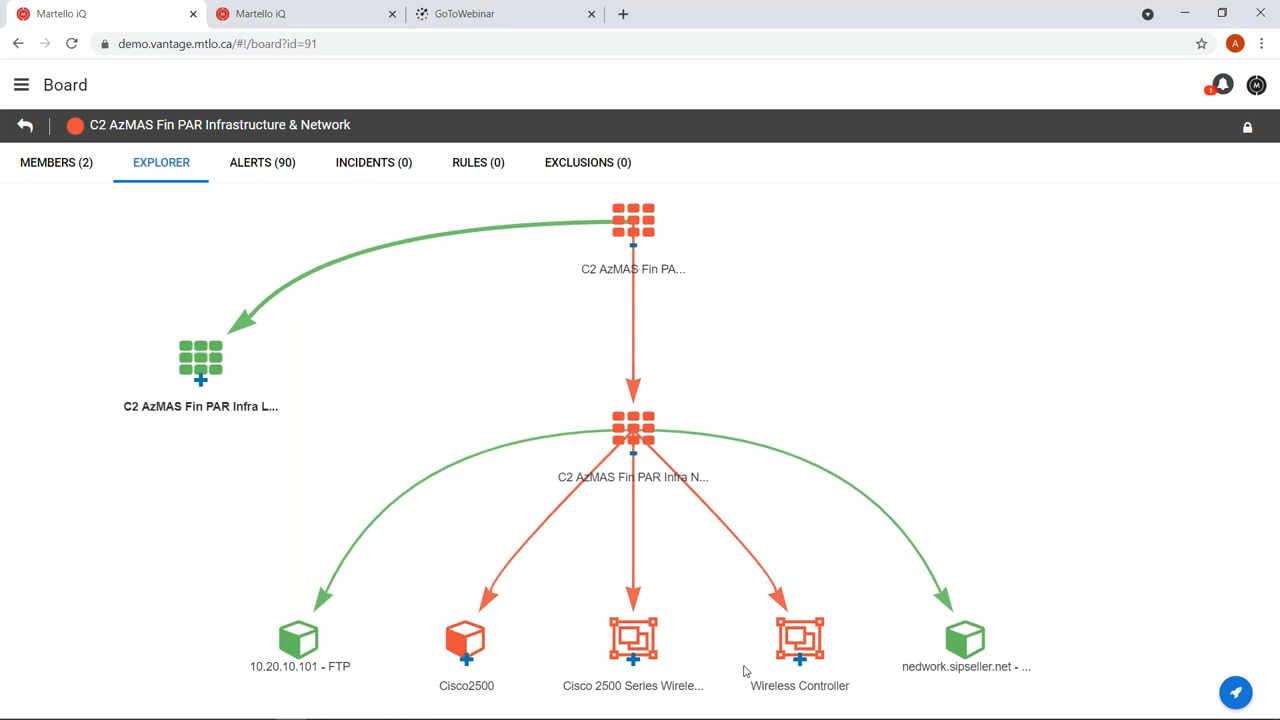 Martello iQ
Martello iQ
GoToWebinar
A
demo.vantage.mtlo.ca/#!/board?id=91
Board
1
M
C2 AzMAS Fin PAR Infrastructure & Network
MEMBERS (2)
EXPLORER
ALERTS (90)
INCIDENTS (0)
RULES (0)
EXCLUSIONS (0)
C2 AzMAS Fin PA...
C2 AzMAS Fin PAR Infra L...
C2 AzMAS Fin PAR Infra N...
10.20.10.101 - FTP
Cisco2500
Cisco 2500 Series Wirele...
Wireless Controller
nedwork.sipseller.net - ...